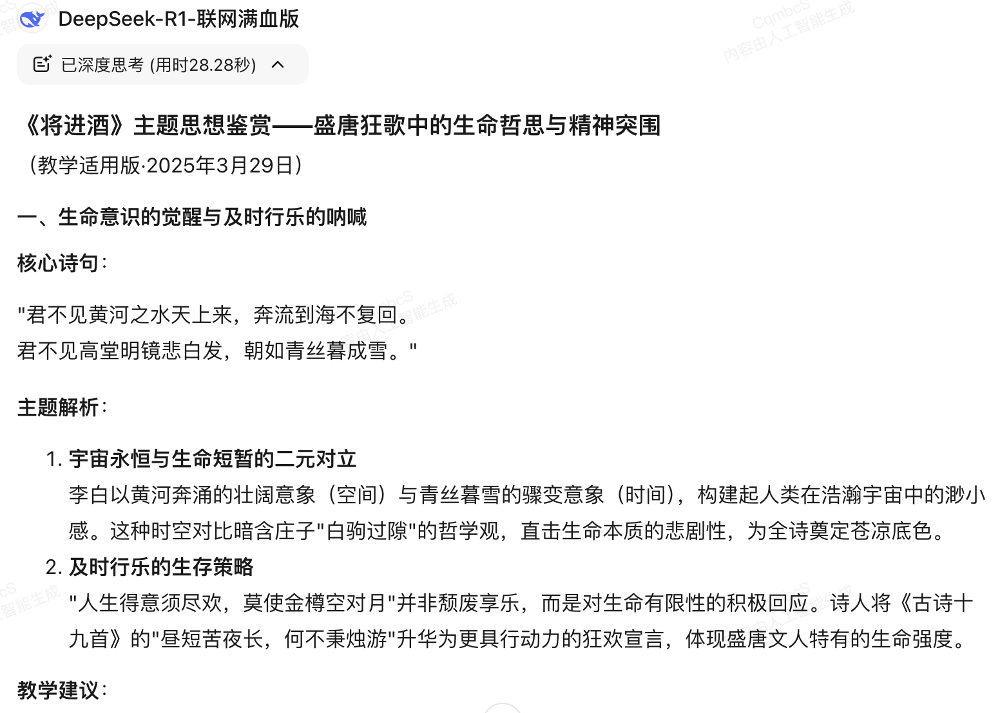 DeepSeek-R1-联网满血版
已深度思考 (用时28.28秒)
《将进酒》主题思想鉴赏——盛唐狂歌中的生命哲思与精神突围
（教学适用版·2025年3月29日）
一、生命意识的觉醒与及时行乐的呐喊
核心诗句：
"君不见黄河之水天上来，奔流到海不复回。
君不见高堂明镜悲白发，朝如青丝暮成雪。"
主题解析：
1. 宇宙永恒与生命短暂的二元对立
李白以黄河奔涌的壮阔意象（空间）与青丝暮雪的骤变意象（时间），构建起人类在浩瀚宇宙中的渺小
感。这种时空对比暗含庄子"白驹过隙"的哲学观，直击生命本质的悲剧性，为全诗奠定苍凉底色。
2. 及时行乐的生存策略
"人生得意须尽欢，莫使金樽空对月"并非颓废享乐，而是对生命有限性的积极回应。诗人将《古诗十
九首》的"昼短苦夜长，何不秉烛游"升华为更具行动力的狂欢宣言，体现盛唐文人特有的生命强度。
教学建议：
CqmbcS
内容由人工智能生成